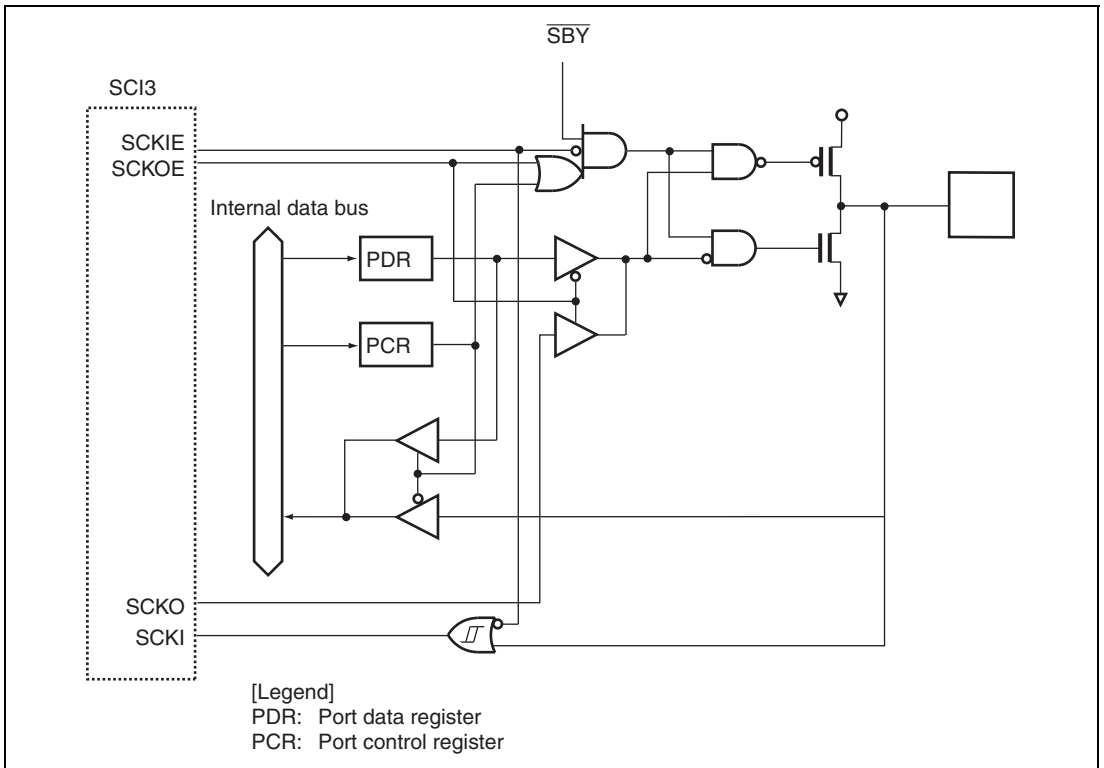 S̅B̅Y̅
SCI3
SCKIE
SCKOE
Internal data bus
PDR
PCR
SCKO
SCKI
[Legend]
PDR: Port data register
PCR: Port control register